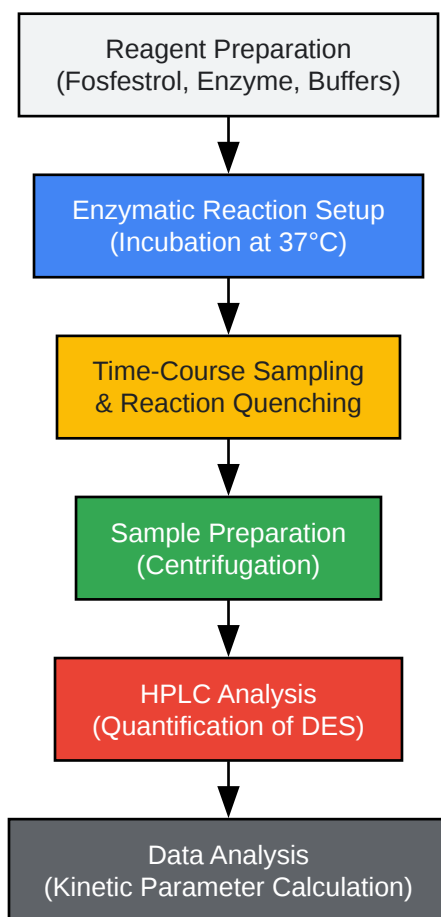 Reagent Preparation
(Fosfestrol, Enzyme, Buffers)
Enzymatic Reaction Setup
(Incubation at 37°C)
Time-Course Sampling
& Reaction Quenching
Sample Preparation
(Centrifugation)
HPLC Analysis
(Quantification of DES)
Data Analysis
(Kinetic Parameter Calculation)